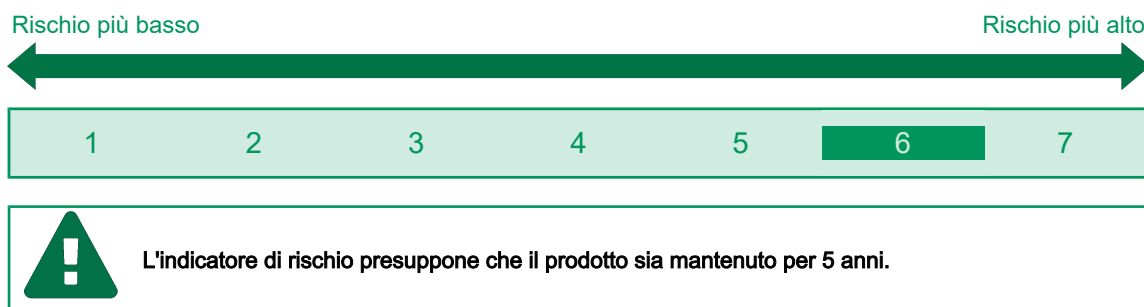 Rischio più basso Rischio più alto
1 2 3 4 5 6 7
L'indicatore di rischio presuppone che il prodotto sia mantenuto per 5 anni.